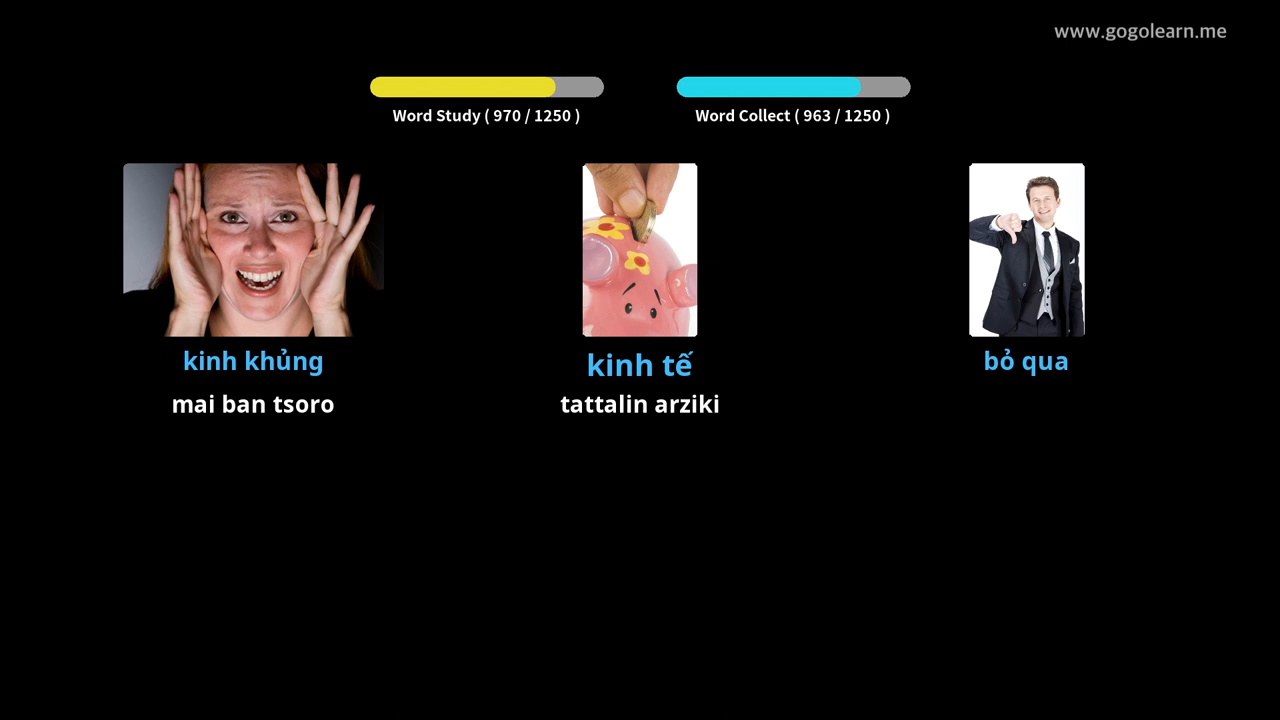 www.gogolearn.me
Word Study ( 970 / 1250 )
Word Collect ( 963 / 1250 )
kinh khủng
kinh tế
bỏ qua
mai ban tsoro
tattalin arziki